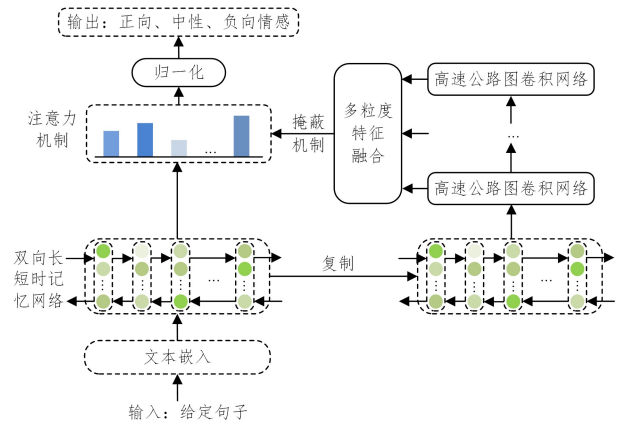 输出：正向、中性、负向情感
归一化
注意力
机制
...
掩蔽
机制
多粒度
特征
融合
高速公路图卷积网络
...
高速公路图卷积网络
双向长
短时记
忆网络
...
复制
...
文本嵌入
输入：给定句子